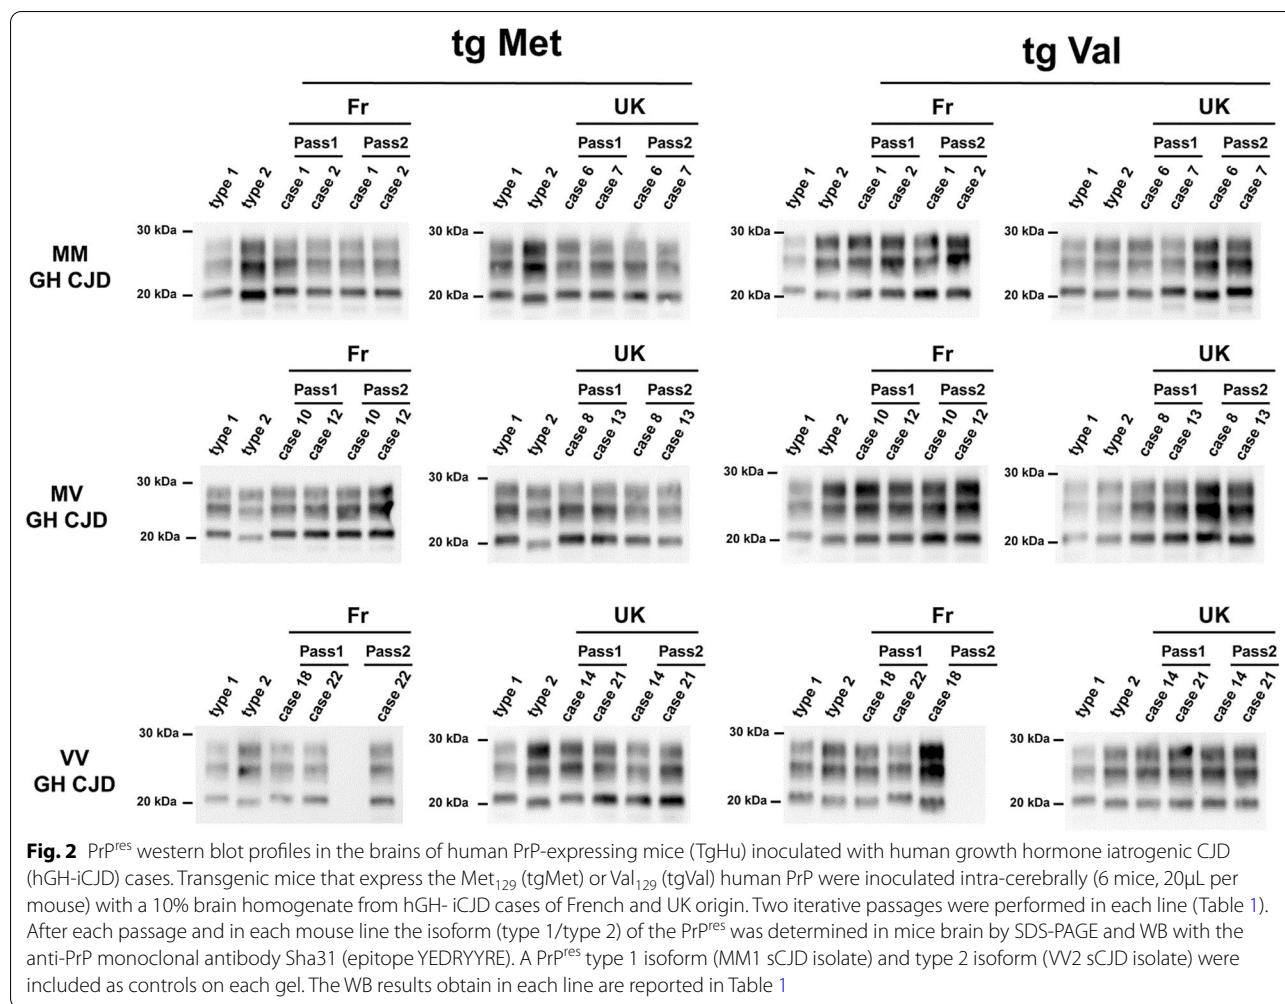 tg Met
tg Val
Fr
UK
Fr
UK
Pass1 Pass2
Pass1 Pass2
Pass1 Pass2
Pass1 Pass2
type 1 type 2 case 1 case 2 case 1 case 2
type 1 type 2 case 6 case 7 case 6 case 7
type 1 type 2 case 1 case 2 case 1 case 2
type 1 type 2 case 6 case 7 case 6 case 7
MM
GH CJD
30 kDa
20 kDa
30 kDa
20 kDa
30 kDa
20 kDa
30 kDa
20 kDa
Fr
UK
Fr
UK
Pass1 Pass2
Pass1 Pass2
Pass1 Pass2
Pass1 Pass2
type 1 type 2 case 10 case 12 case 10 case 12
type 1 type 2 case 8 case 13 case 8 case 13
type 1 type 2 case 10 case 12 case 10 case 12
type 1 type 2 case 8 case 13 case 8 case 13
MV
GH CJD
30 kDa
20 kDa
30 kDa
20 kDa
30 kDa
20 kDa
30 kDa
20 kDa
Fr
UK
Fr
UK
Pass1 Pass2
Pass1 Pass2
Pass1 Pass2
Pass1 Pass2
type 1 type 2 case 18 case 22 case 22
type 1 type 2 case 14 case 21 case 14 case 21
type 1 type 2 case 18 case 22 case 18
type 1 type 2 case 14 case 21 case 14 case 21
VV
GH CJD
30 kDa
20 kDa
30 kDa
20 kDa
30 kDa
20 kDa
30 kDa
20 kDa
Fig. 2 PrPres western blot profiles in the brains of human PrP-expressing mice (TgHu) inoculated with human growth hormone iatrogenic CJD
(hGH-iCJD) cases. Transgenic mice that express the Met129 (tgMet) or Val129 (tgVal) human PrP were inoculated intra-cerebrally (6 mice, 20µL per
mouse) with a 10% brain homogenate from hGH- iCJD cases of French and UK origin. Two iterative passages were performed in each line (Table 1).
After each passage and in each mouse line the isoform (type 1/type 2) of the PrPres was determined in mice brain by SDS-PAGE and WB with the
anti-PrP monoclonal antibody Sha31 (epitope YEDRYYRE). A PrPres type 1 isoform (MM1 sCJD isolate) and type 2 isoform (VV2 sCJD isolate) were
included as controls on each gel. The WB results obtain in each line are reported in Table 1